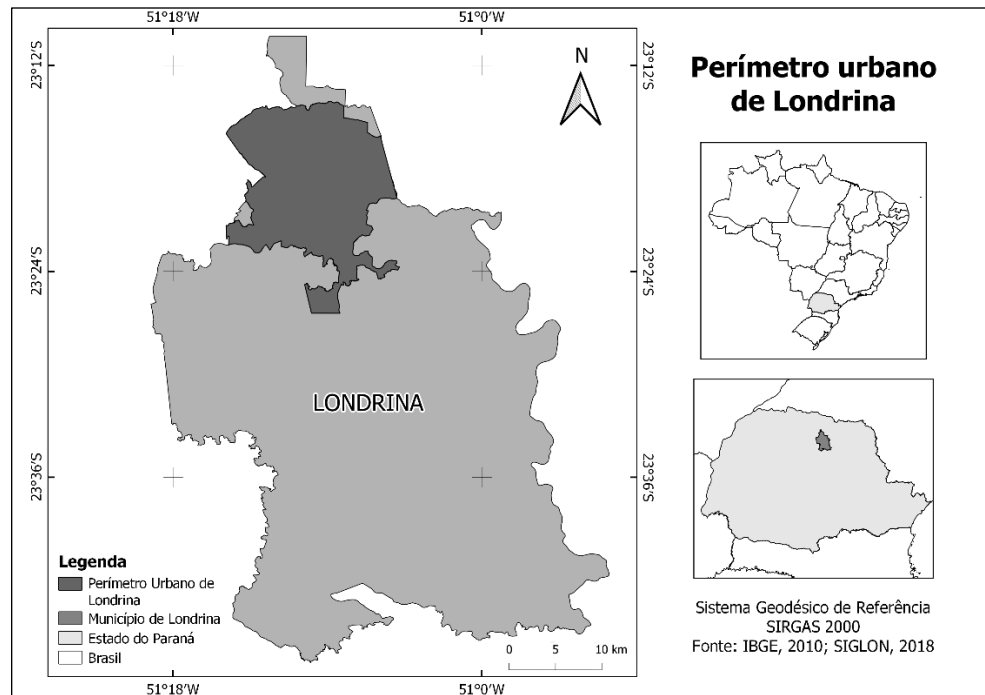 51°18'W
51°0'W
23°12'S
23°12'S
N
Perímetro urbano
de Londrina
23°24'S
23°24'S
LONDRINA
23°36'S
23°36'S
Legenda
Perímetro Urbano de
Londrina
Município de Londrina
Estado do Paraná
Brasil
0 5 10 km
51°18'W
51°0'W
Sistema Geodésico de Referência
SIRGAS 2000
Fonte: IBGE, 2010; SIGLON, 2018